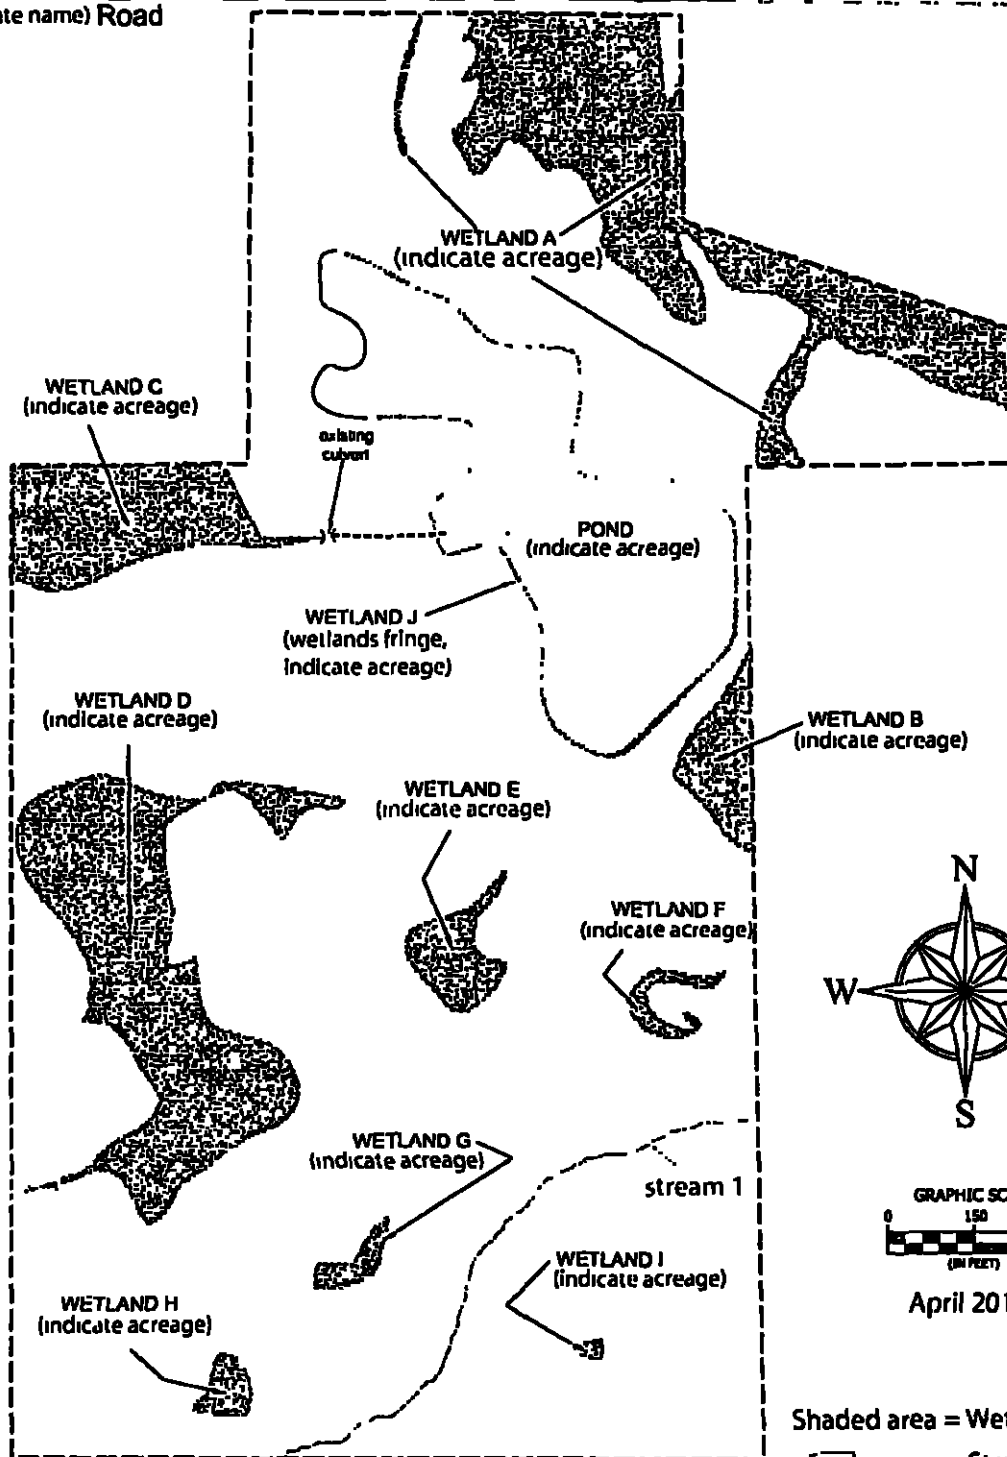 ate name) Road
WETLAND A
(indicate acreage)
WETLAND C
(indicate acreage)
existing
culvert
POND
(indicate acreage)
WETLAND J
(wetlands fringe,
indicate acreage)
WETLAND D
(indicate acreage)
WETLAND B
(indicate acreage)
WETLAND E
(indicate acreage)
WETLAND F
(indicate acreage)
N
W
S
WETLAND G
(indicate acreage)
stream 1
GRAPHIC SC
0 150
(IN FEET)
WETLAND I
(indicate acreage)
April 201
WETLAND H
(indicate acreage)
Shaded area = Wet